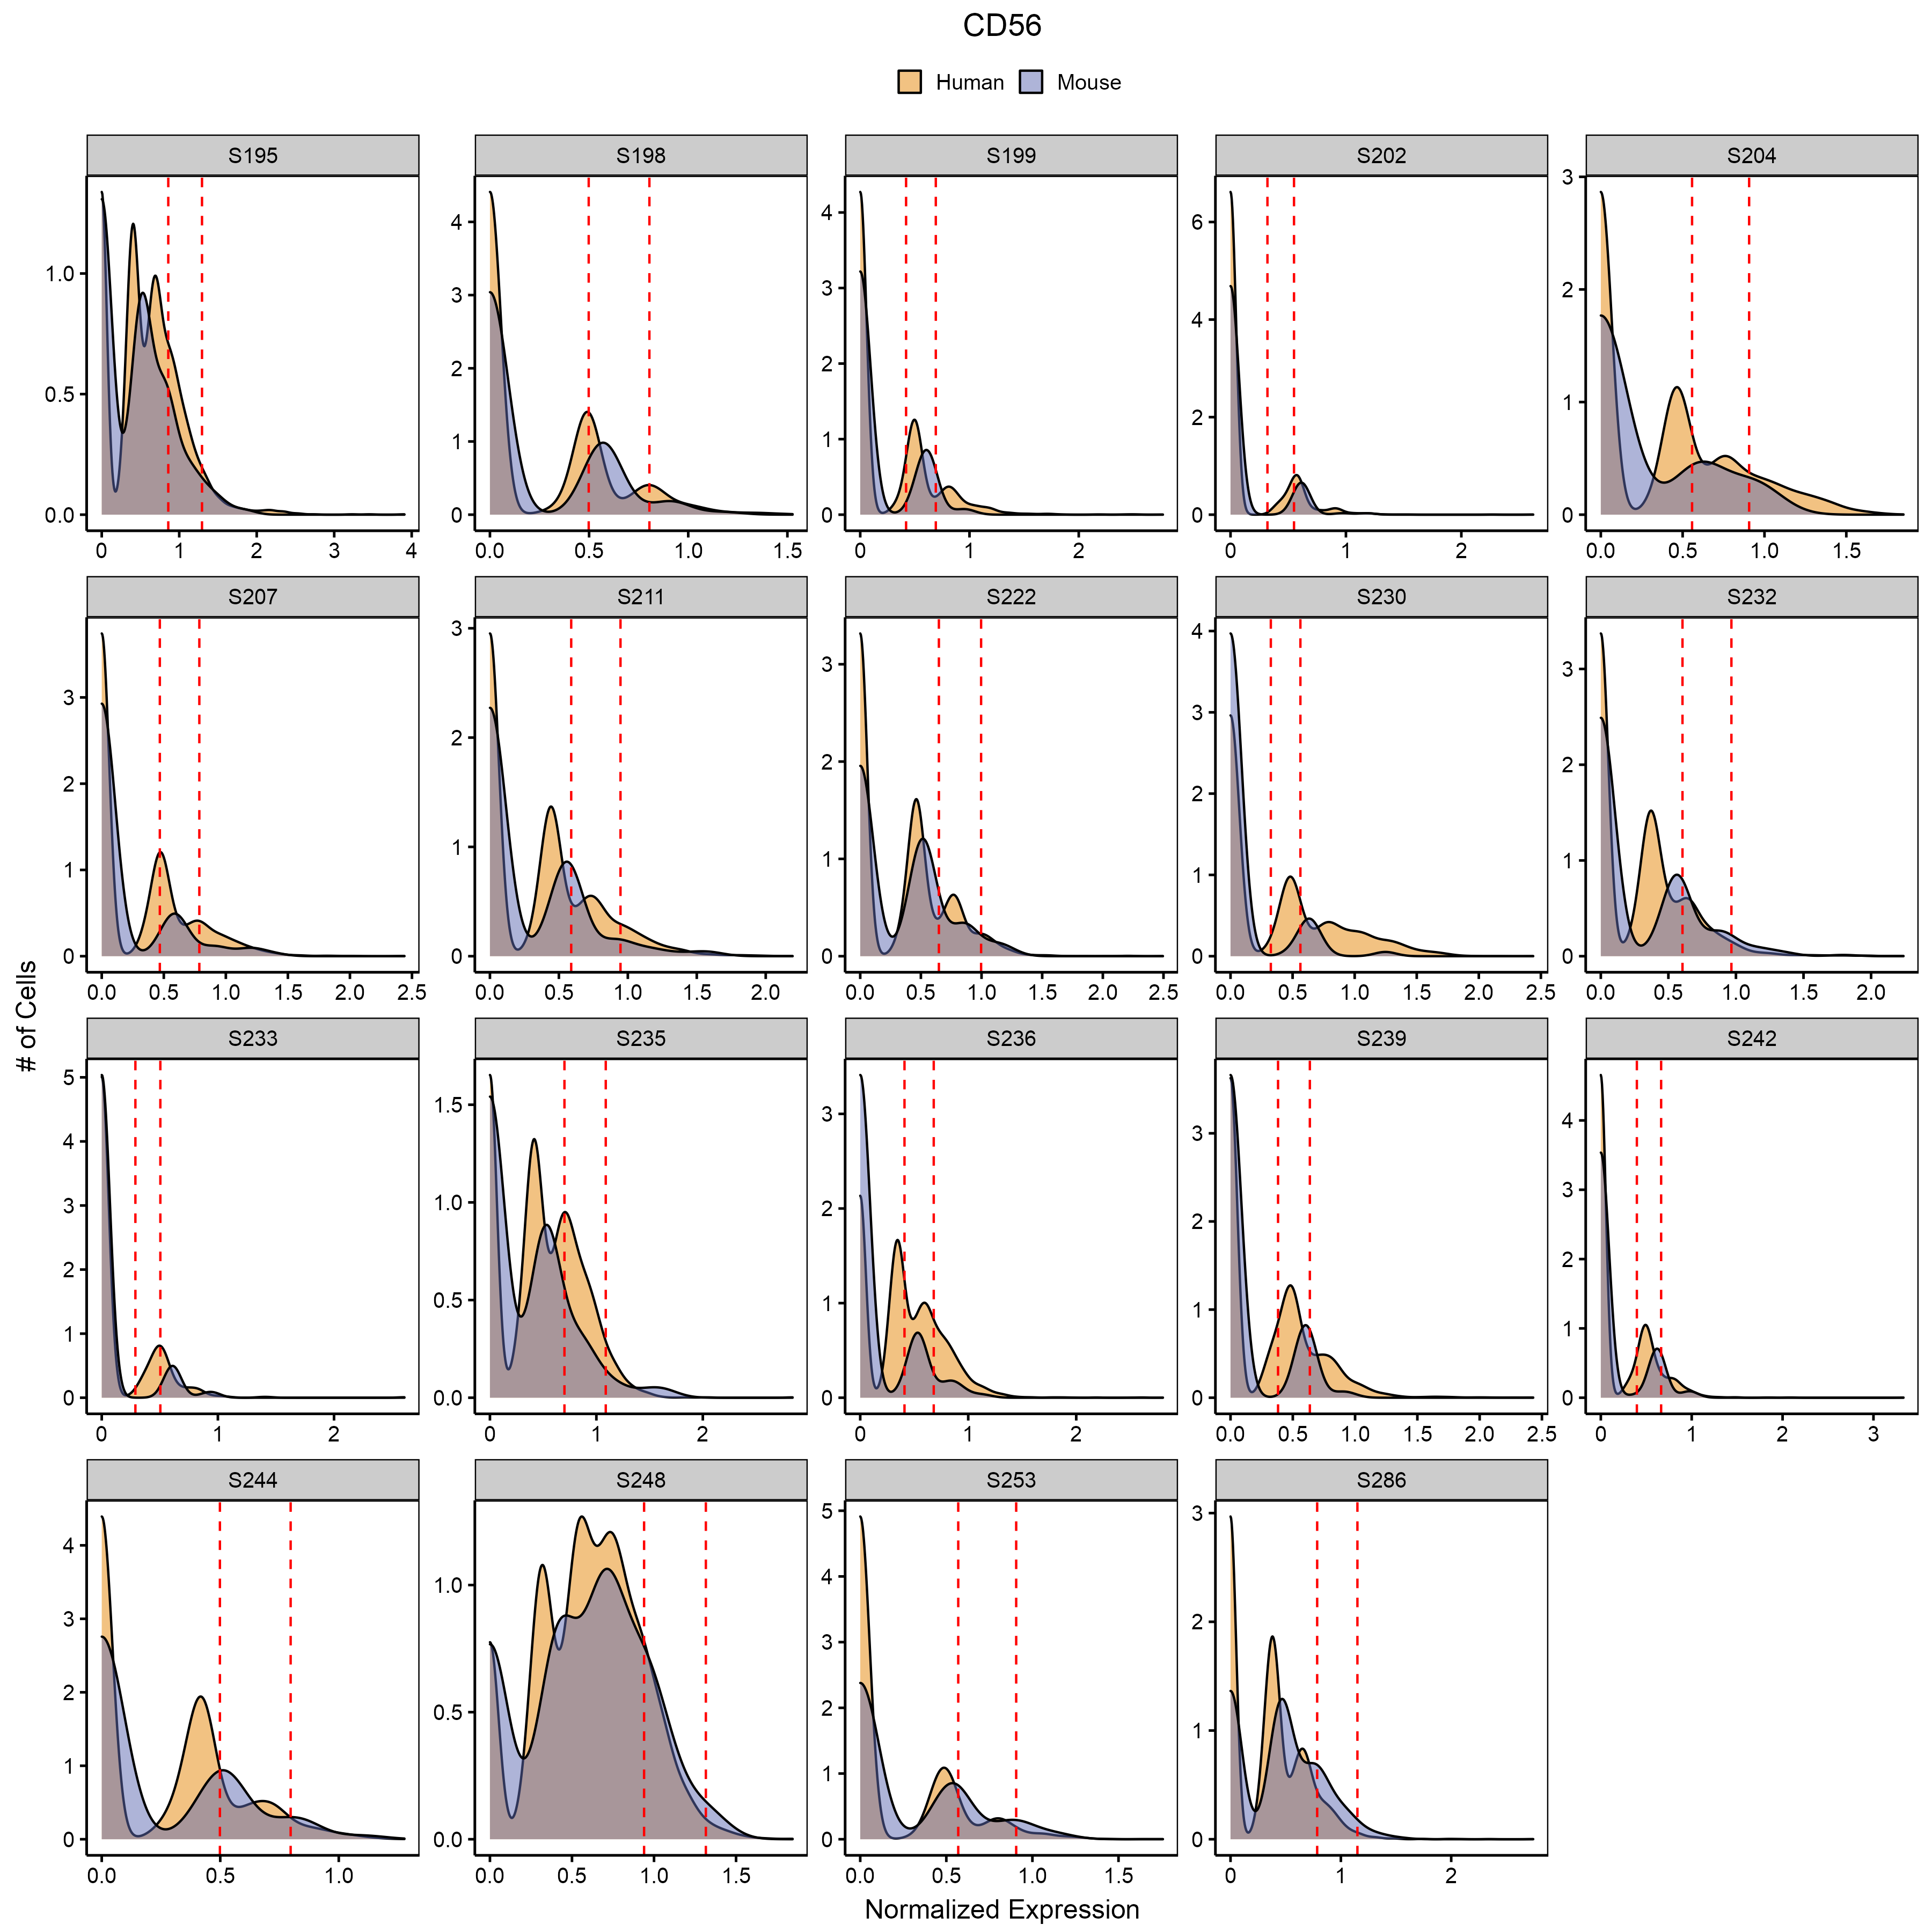 CD56
Human Mouse
S195 S198 S199 S202 S204
0.0 0.5 1.0
0 1 2 3 4
0 1 2 3 4
0.0 0.5 1.0 1.5
0 1 2 3 4
0 1 2
0 2 4 6
0 1 2
0 1 2 3
0.0 0.5 1.0 1.5
S207 S211 S222 S230 S232
0 1 2 3
0.0 0.5 1.0 1.5 2.0 2.5
0 1 2 3
0.0 0.5 1.0 1.5 2.0
0 1 2 3
0.0 0.5 1.0 1.5 2.0 2.5
0 1 2 3 4
0.0 0.5 1.0 1.5 2.0 2.5
0 1 2 3
0.0 0.5 1.0 1.5 2.0
# of Cells
S233 S235 S236 S239 S242
0 1 2 3 4 5
0 1 2
0.0 0.5 1.0 1.5
0 1 2
0 1 2 3
0 1 2
0 1 2 3
0.0 0.5 1.0 1.5 2.0 2.5
0 1 2 3 4
0 1 2 3
S244 S248 S253 S286
0 1 2 3 4
0.0 0.5 1.0
0.0 0.5 1.0
0.0 0.5 1.0 1.5
0 1 2 3 4 5
0.0 0.5 1.0 1.5
0 1 2 3
0 1 2
Normalized Expression